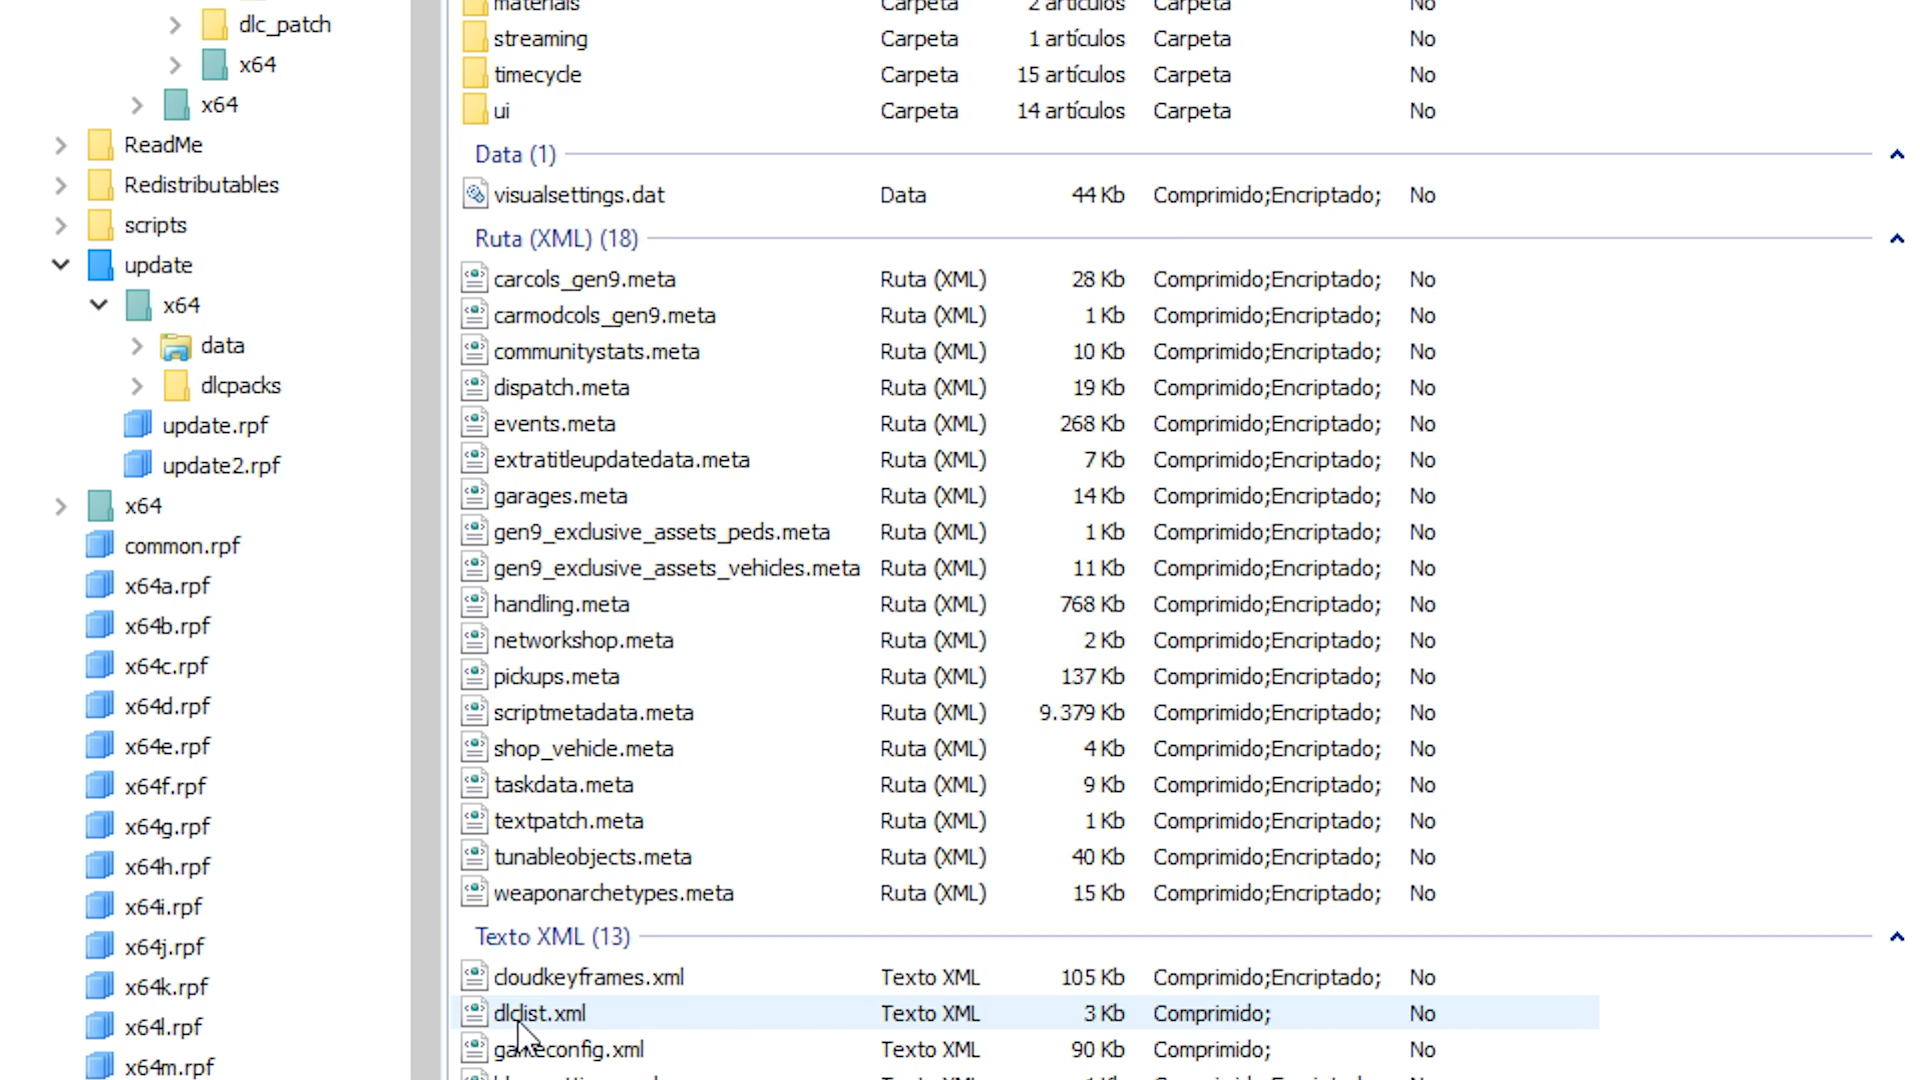 dlc_patch
x64
x64
ReadMe
Redistributables
scripts
update
x64
data
dlcpacks
update.rpf
update2.rpf
x64
common.rpf
x64a.rpf
x64b.rpf
x64c.rpf
x64d.rpf
x64e.rpf
x64f.rpf
x64g.rpf
x64h.rpf
x64i.rpf
x64j.rpf
x64k.rpf
x64l.rpf
x64m.rpf
materials Carpeta 2 artículos Carpeta No
streaming Carpeta 1 artículos Carpeta No
timecycle Carpeta 15 artículos Carpeta No
ui Carpeta 14 artículos Carpeta No
Data (1)
visualsettings.dat Data 44 Kb Comprimido;Encriptado; No
Ruta (XML) (18)
carcols_gen9.meta Ruta (XML) 28 Kb Comprimido;Encriptado; No
carmodcols_gen9.meta Ruta (XML) 1 Kb Comprimido;Encriptado; No
communitystats.meta Ruta (XML) 10 Kb Comprimido;Encriptado; No
dispatch.meta Ruta (XML) 19 Kb Comprimido;Encriptado; No
events.meta Ruta (XML) 268 Kb Comprimido;Encriptado; No
extratitleupdatedata.meta Ruta (XML) 7 Kb Comprimido;Encriptado; No
garages.meta Ruta (XML) 14 Kb Comprimido;Encriptado; No
gen9_exclusive_assets_peds.meta Ruta (XML) 1 Kb Comprimido;Encriptado; No
gen9_exclusive_assets_vehicles.meta Ruta (XML) 11 Kb Comprimido;Encriptado; No
handling.meta Ruta (XML) 768 Kb Comprimido;Encriptado; No
networkshop.meta Ruta (XML) 2 Kb Comprimido;Encriptado; No
pickups.meta Ruta (XML) 137 Kb Comprimido;Encriptado; No
scriptmetadata.meta Ruta (XML) 9.379 Kb Comprimido;Encriptado; No
shop_vehicle.meta Ruta (XML) 4 Kb Comprimido;Encriptado; No
taskdata.meta Ruta (XML) 9 Kb Comprimido;Encriptado; No
textpatch.meta Ruta (XML) 1 Kb Comprimido;Encriptado; No
tunableobjects.meta Ruta (XML) 40 Kb Comprimido;Encriptado; No
weaponarchetypes.meta Ruta (XML) 15 Kb Comprimido;Encriptado; No
Texto XML (13)
cloudkeyframes.xml Texto XML 105 Kb Comprimido;Encriptado; No
dlclist.xml Texto XML 3 Kb Comprimido; No
gameconfig.xml Texto XML 90 Kb Comprimido; No